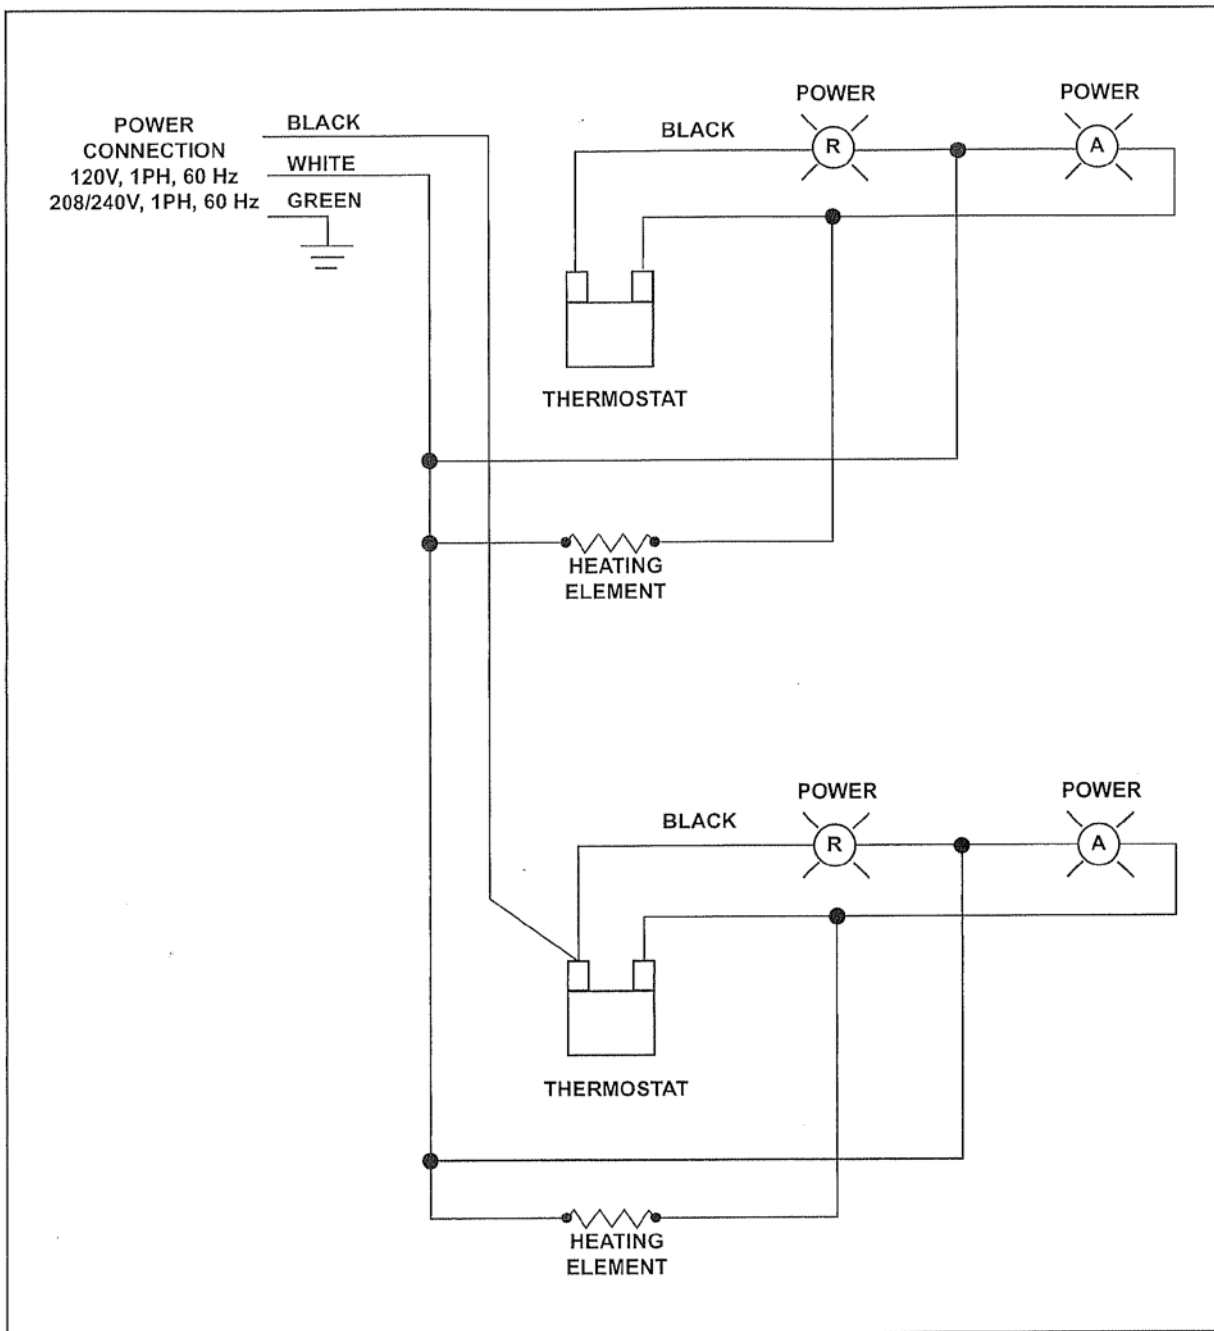 POWER
CONNECTION
120V, 1PH, 60 Hz
208/240V, 1PH, 60 Hz
BLACK
WHITE
GREEN
BLACK
POWER
R
POWER
A
THERMOSTAT
HEATING
ELEMENT
BLACK
POWER
R
POWER
A
THERMOSTAT
HEATING
ELEMENT